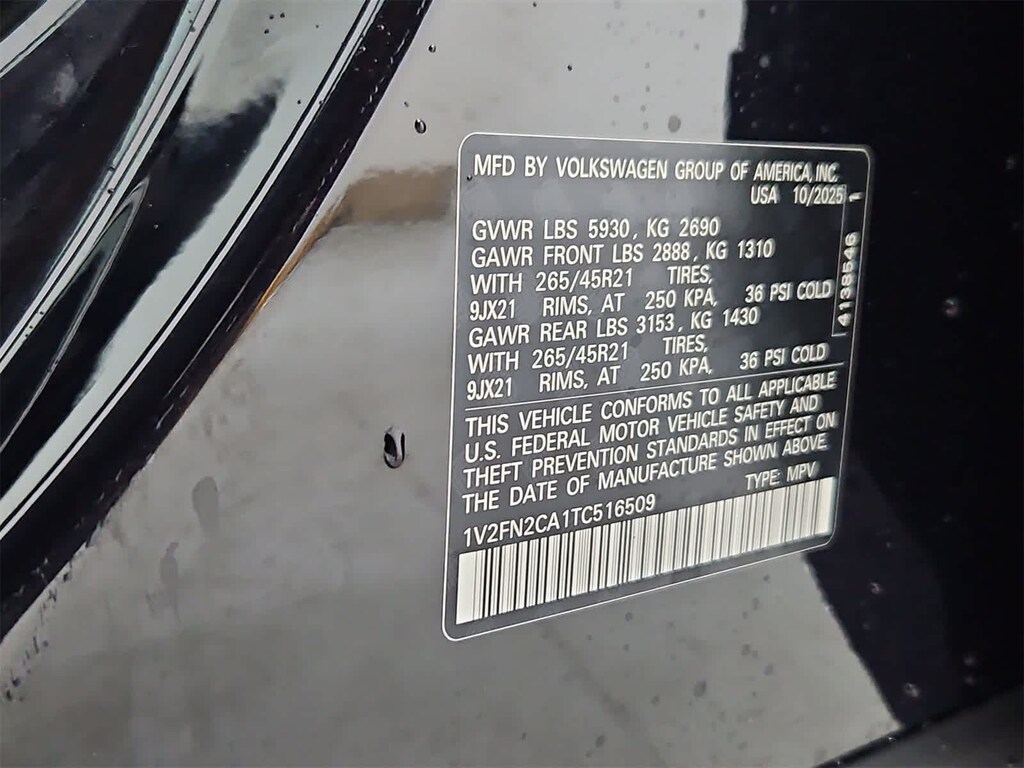 MFD BY VOLKSWAGEN GROUP OF AMERICA, INC.
USA 10/2025
GVWR LBS 5930, KG 2690
GAWR FRONT LBS 2888, KG 1310
WITH 265/45R21 TIRES,
9JX21 RIMS, AT 250 KPA, 36 PSI COLD
GAWR REAR LBS 3153, KG 1430
WITH 265/45R21 TIRES,
9JX21 RIMS, AT 250 KPA, 36 PSI COLD
4138546 1
THIS VEHICLE CONFORMS TO ALL APPLICABLE
U.S. FEDERAL MOTOR VEHICLE SAFETY AND
THEFT PREVENTION STANDARDS IN EFFECT ON
THE DATE OF MANUFACTURE SHOWN ABOVE.
1V2FN2CA1TC516509 TYPE: MPV